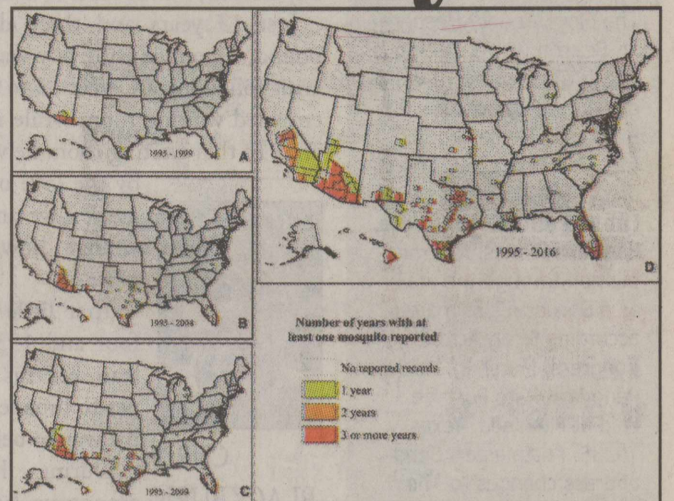 1995 - 1999
A
1995 - 2004
B
1995 - 2009
C
1995 - 2016
D
Number of years with at
least one mosquito reported
No reported records
1 year
2 years
3 or more years